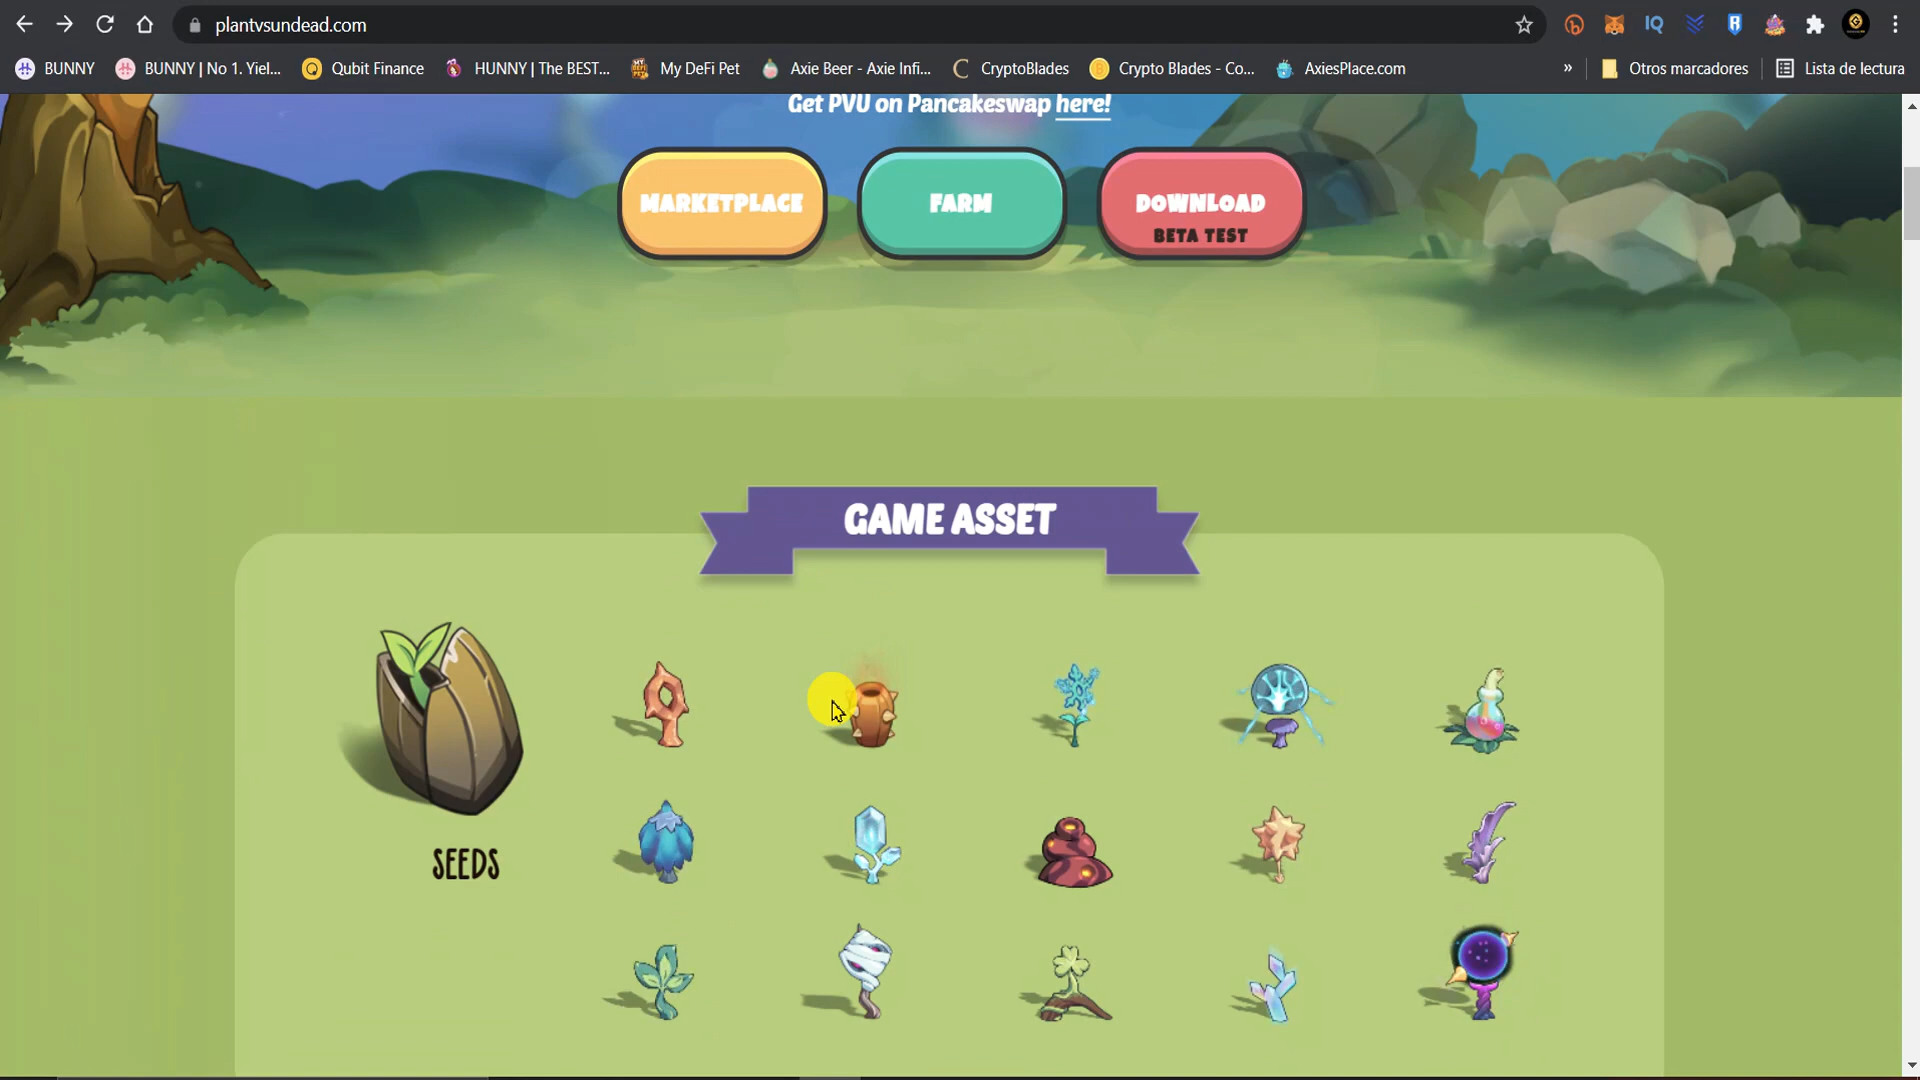 plantvsundead.com
BUNNY
BUNNY | No 1. Yiel...
Qubit Finance
HUNNY | The BEST...
My DeFi Pet
Axie Beer - Axie Infi...
CryptoBlades
Crypto Blades - Co...
AxiesPlace.com
»
Otros marcadores
Lista de lectura
Get PVU on Pancakeswap here!
MARKETPLACE
FARM
DOWNLOAD
BETA TEST
GAME ASSET
SEEDS